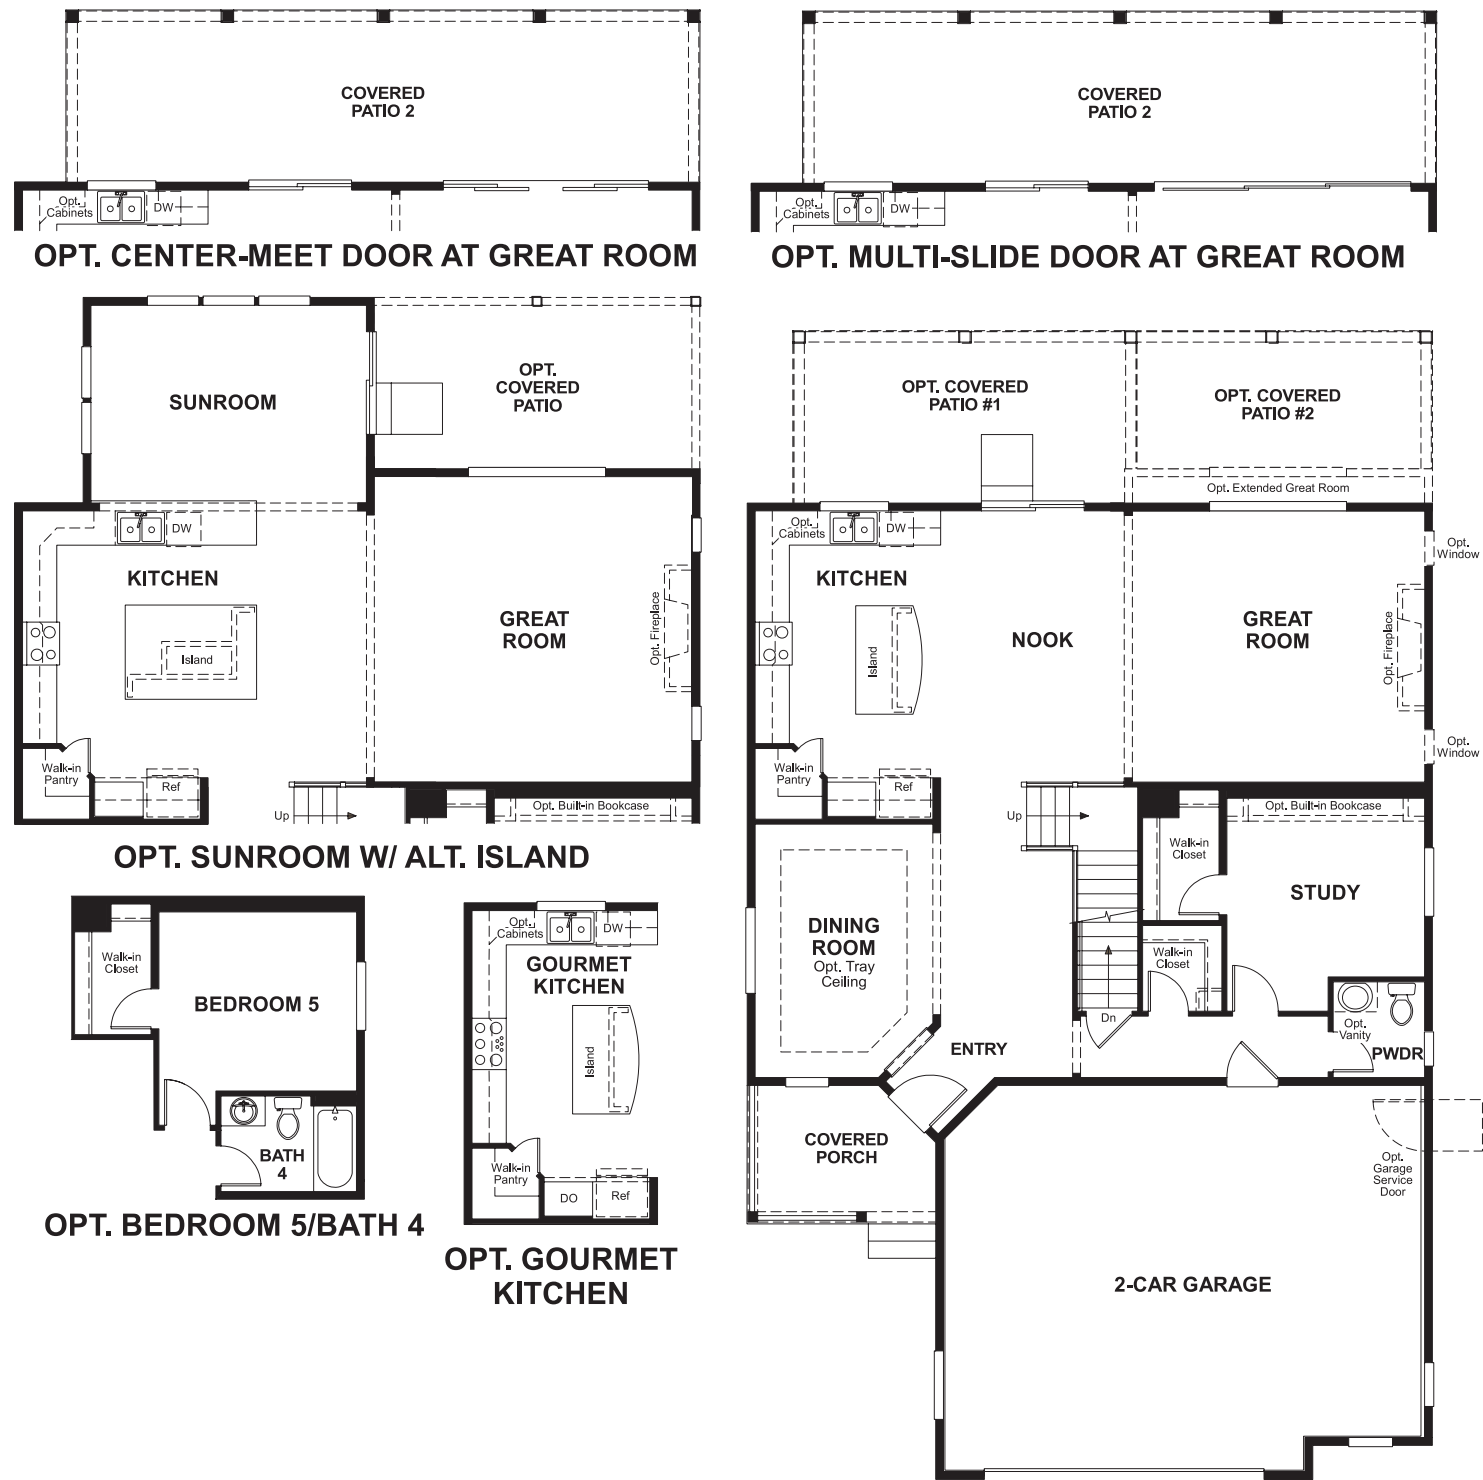 COVERED
PATIO 2
Opt.
Cabinets
DW
OPT. CENTER-MEET DOOR AT GREAT ROOM
COVERED
PATIO 2
Opt.
Cabinets
DW
OPT. MULTI-SLIDE DOOR AT GREAT ROOM
SUNROOM
OPT.
COVERED
PATIO
DW
KITCHEN
Island
GREAT
ROOM
Opt. Fireplace
Walk-in
Pantry
Ref
Up
Opt. Built-in Bookcase
OPT. SUNROOM W/ ALT. ISLAND
OPT. COVERED
PATIO #1
OPT. COVERED
PATIO #2
Opt. Extended Great Room
Opt.
Cabinets
DW
Opt.
Window
KITCHEN
Island
NOOK
GREAT
ROOM
Opt. Fireplace
Opt.
Window
Walk-in
Pantry
Ref
Up
Opt. Built-in Bookcase
Walk-in
Closet
STUDY
DINING
ROOM
Opt. Tray
Ceiling
Walk-in
Closet
Dn
Opt.
Vanity
PWDR
ENTRY
COVERED
PORCH
Opt.
Garage
Service
Door
2-CAR GARAGE
Walk-in
Closet
BEDROOM 5
BATH
4
OPT. BEDROOM 5/BATH 4
Opt.
Cabinets
DW
GOURMET
KITCHEN
Island
Walk-in
Pantry
DO
Ref
OPT. GOURMET
KITCHEN